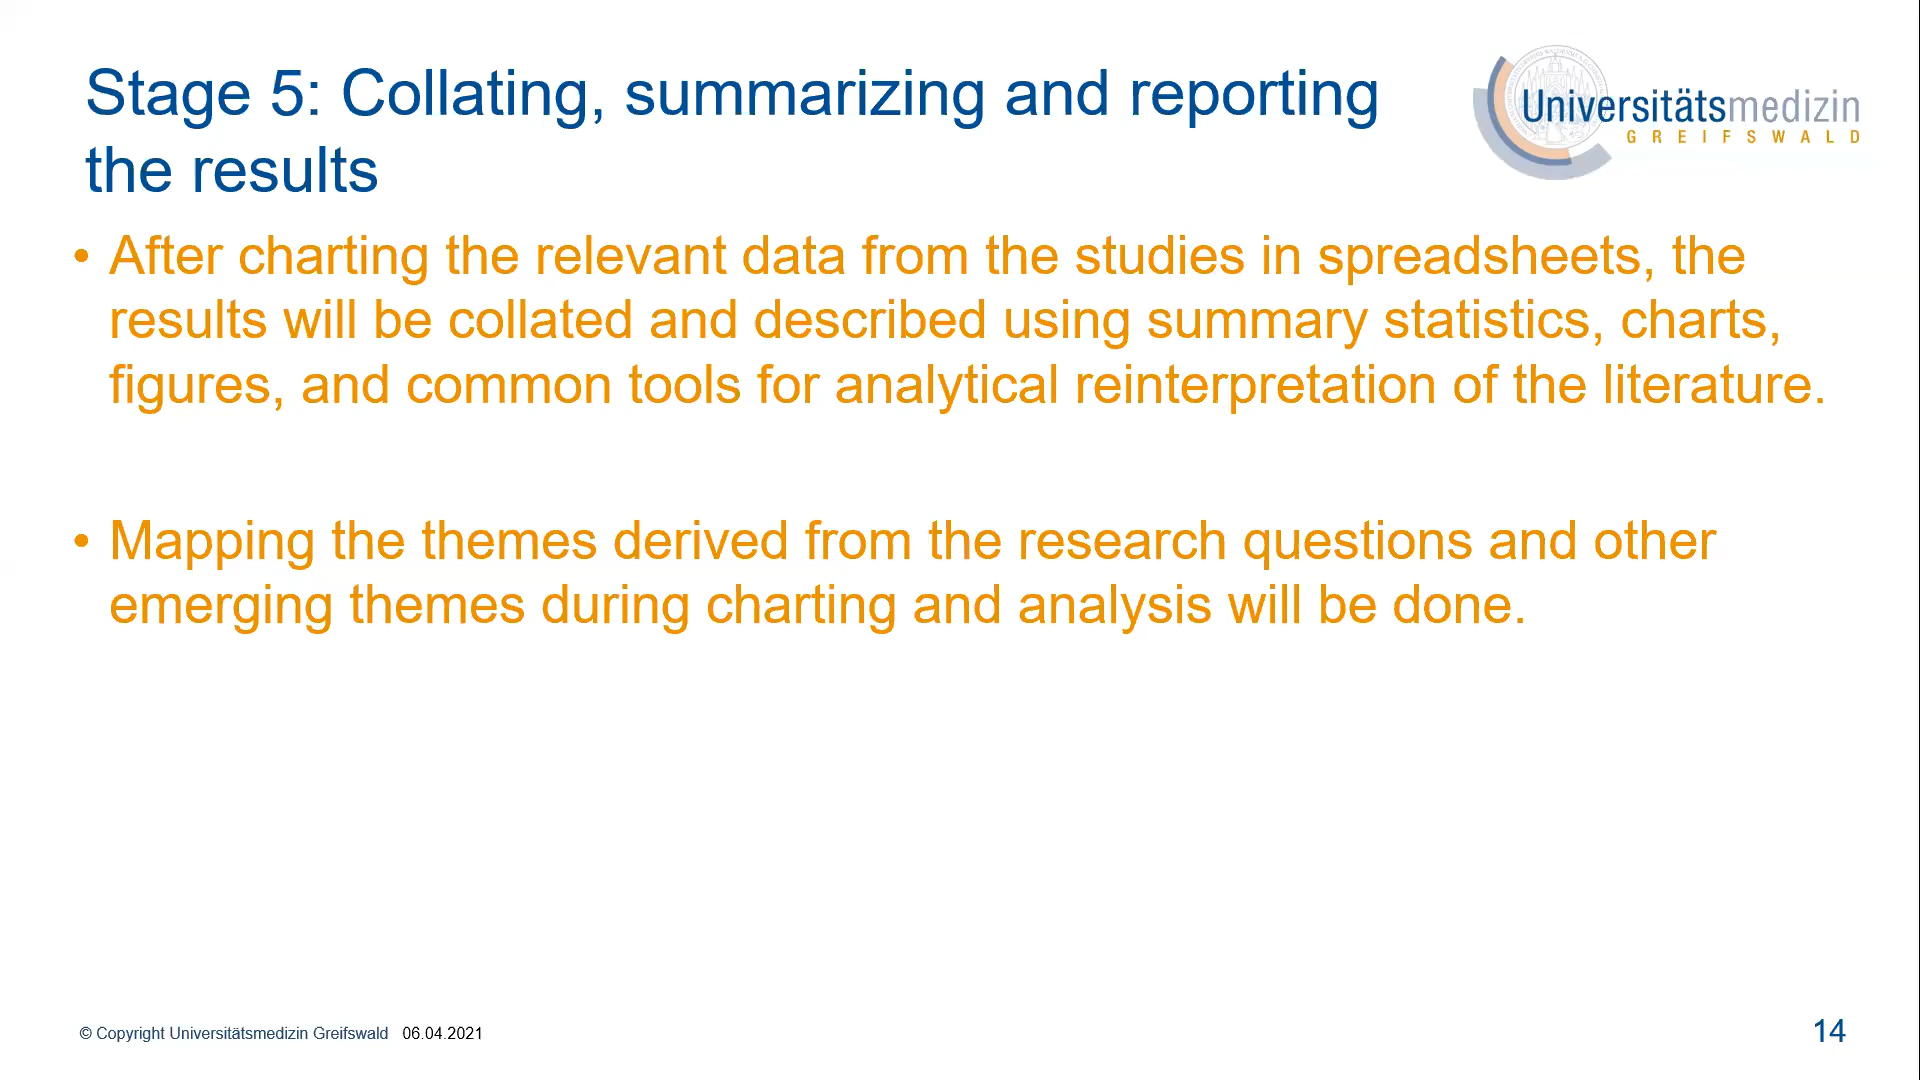 Stage 5: Collating, summarizing and reporting
the results
Universitätsmedizin
GREIFSWALD
• After charting the relevant data from the studies in spreadsheets, the
results will be collated and described using summary statistics, charts,
figures, and common tools for analytical reinterpretation of the literature.
• Mapping the themes derived from the research questions and other
emerging themes during charting and analysis will be done.
© Copyright Universitätsmedizin Greifswald 06.04.2021
14